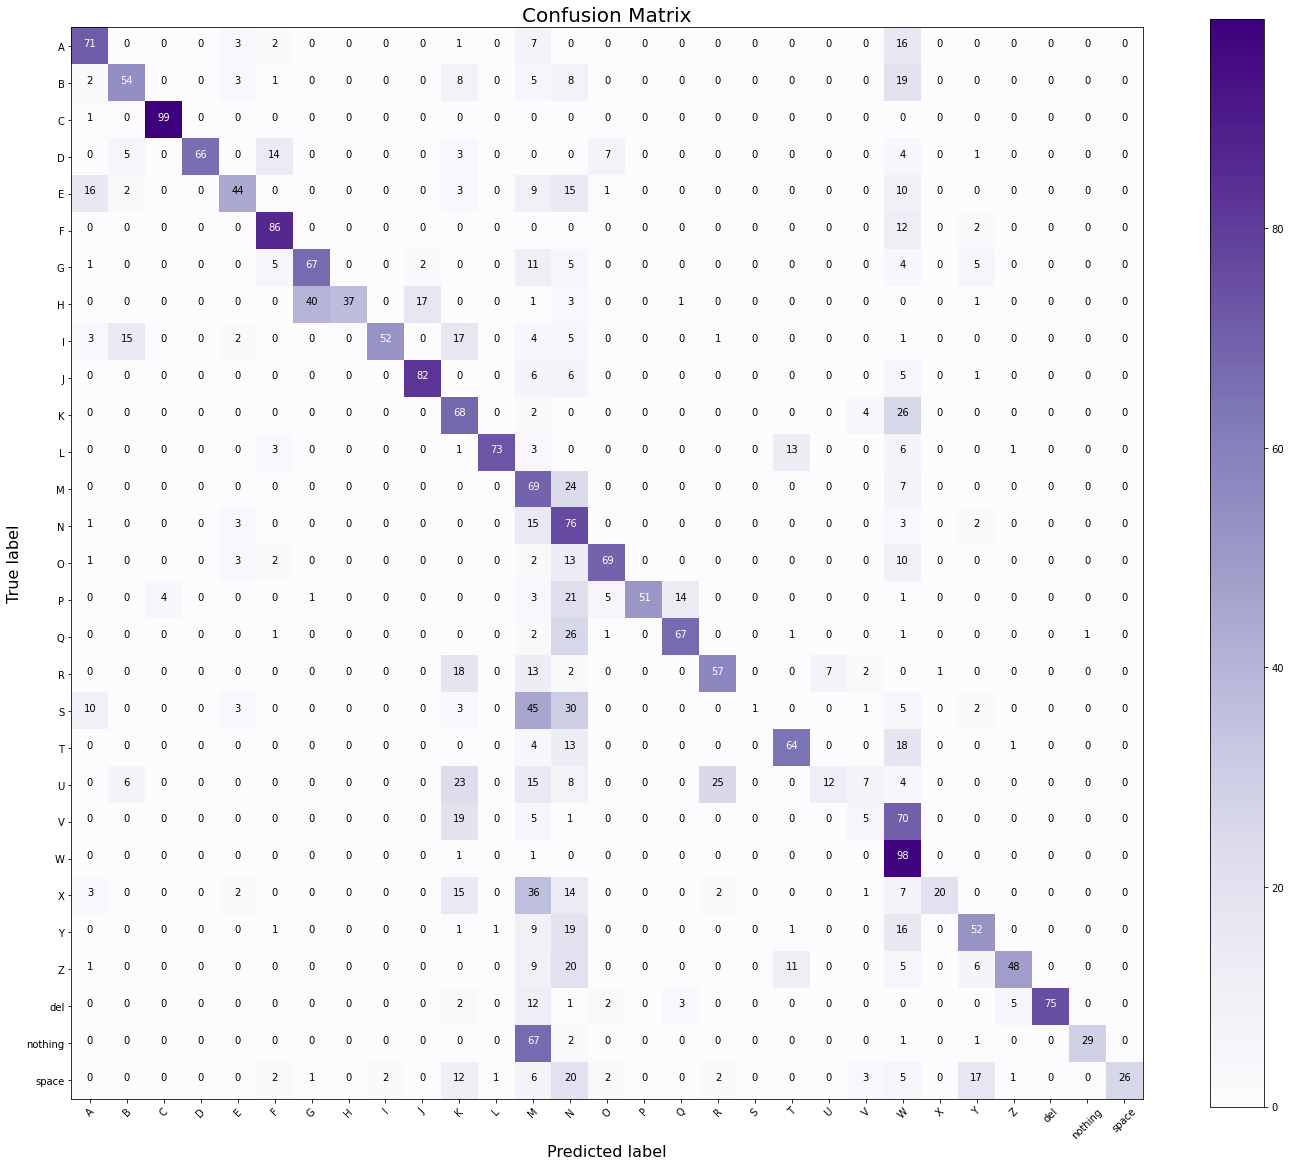 Confusion Matrix
A 71 0 0 0 3 2 0 0 0 0 1 0 7 0 0 0 0 0 0 0 0 0 16 0 0 0 0 0 0
B 2 54 0 0 3 1 0 0 0 0 8 0 5 8 0 0 0 0 0 0 0 0 19 0 0 0 0 0 0
C 1 0 99 0 0 0 0 0 0 0 0 0 0 0 0 0 0 0 0 0 0 0 0 0 0 0 0 0 0
D 0 5 0 66 0 14 0 0 0 0 3 0 0 0 7 0 0 0 0 0 0 0 4 0 1 0 0 0 0
E 16 2 0 0 44 0 0 0 0 0 3 0 9 15 1 0 0 0 0 0 0 0 10 0 0 0 0 0 0
F 0 0 0 0 0 86 0 0 0 0 0 0 0 0 0 0 0 0 0 0 0 0 12 0 2 0 0 0 0
G 1 0 0 0 0 5 67 0 0 2 0 0 11 5 0 0 0 0 0 0 0 0 4 0 5 0 0 0 0
H 0 0 0 0 0 0 40 37 0 17 0 0 1 3 0 0 1 0 0 0 0 0 0 0 1 0 0 0 0
I 3 15 0 0 2 0 0 0 52 0 17 0 4 5 0 0 0 1 0 0 0 0 1 0 0 0 0 0 0
J 0 0 0 0 0 0 0 0 0 82 0 0 6 6 0 0 0 0 0 0 0 0 5 0 1 0 0 0 0
K 0 0 0 0 0 0 0 0 0 0 68 0 2 0 0 0 0 0 0 0 0 4 26 0 0 0 0 0 0
L 0 0 0 0 0 3 0 0 0 0 1 73 3 0 0 0 0 0 0 13 0 0 6 0 0 1 0 0 0
M 0 0 0 0 0 0 0 0 0 0 0 0 69 24 0 0 0 0 0 0 0 0 7 0 0 0 0 0 0
N 1 0 0 0 3 0 0 0 0 0 0 0 15 76 0 0 0 0 0 0 0 0 3 0 2 0 0 0 0
O 1 0 0 0 3 2 0 0 0 0 0 0 2 13 69 0 0 0 0 0 0 0 10 0 0 0 0 0 0
P 0 0 4 0 0 0 1 0 0 0 0 0 3 21 5 51 14 0 0 0 0 0 1 0 0 0 0 0 0
Q 0 0 0 0 0 1 0 0 0 0 0 0 2 26 1 0 67 0 0 1 0 0 1 0 0 0 0 1 0
R 0 0 0 0 0 0 0 0 0 0 18 0 13 2 0 0 0 57 0 0 7 2 0 1 0 0 0 0 0
S 10 0 0 0 3 0 0 0 0 0 3 0 45 30 0 0 0 0 1 0 0 1 5 0 2 0 0 0 0
T 0 0 0 0 0 0 0 0 0 0 0 0 4 13 0 0 0 0 0 64 0 0 18 0 0 1 0 0 0
U 0 6 0 0 0 0 0 0 0 0 23 0 15 8 0 0 0 25 0 0 12 7 4 0 0 0 0 0 0
V 0 0 0 0 0 0 0 0 0 0 19 0 5 1 0 0 0 0 0 0 0 5 70 0 0 0 0 0 0
W 0 0 0 0 0 0 0 0 0 0 1 0 1 0 0 0 0 0 0 0 0 0 98 0 0 0 0 0 0
X 3 0 0 0 2 0 0 0 0 0 15 0 36 14 0 0 0 2 0 0 0 1 7 20 0 0 0 0 0
Y 0 0 0 0 0 1 0 0 0 0 1 1 9 19 0 0 0 0 0 1 0 0 16 0 52 0 0 0 0
Z 1 0 0 0 0 0 0 0 0 0 0 0 9 20 0 0 0 0 0 11 0 0 5 0 6 48 0 0 0
del 0 0 0 0 0 0 0 0 0 0 2 0 12 1 2 0 3 0 0 0 0 0 0 0 0 5 75 0 0
nothing 0 0 0 0 0 0 0 0 0 0 0 0 67 2 0 0 0 0 0 0 0 0 1 0 1 0 0 29 0
space 0 0 0 0 0 2 1 0 2 0 12 1 6 20 2 0 0 2 0 0 0 3 5 0 17 1 0 0 26
A B C D E F G H I J K L M N O P Q R S T U V W X Y Z del nothing space
Predicted label
True label
80
60
40
20
0